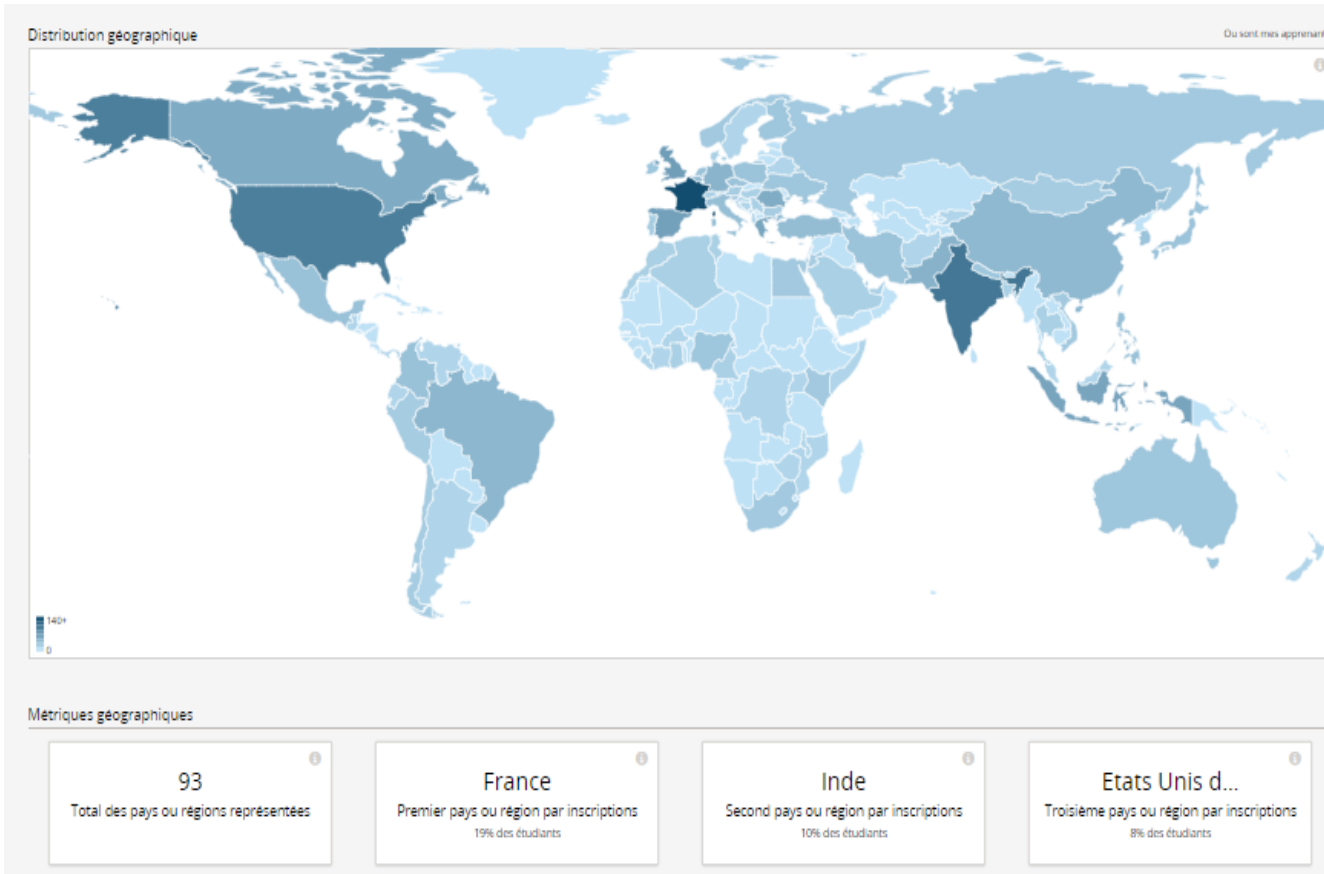 Distribution géographique
Ou sont mes apprenant
140+
0
Métriques géographiques
93
Total des pays ou régions représentées
France
Premier pays ou région par inscriptions
19% des étudiants
Inde
Second pays ou région par inscriptions
10% des étudiants
Etats Unis d...
Troisième pays ou région par inscriptions
8% des étudiants